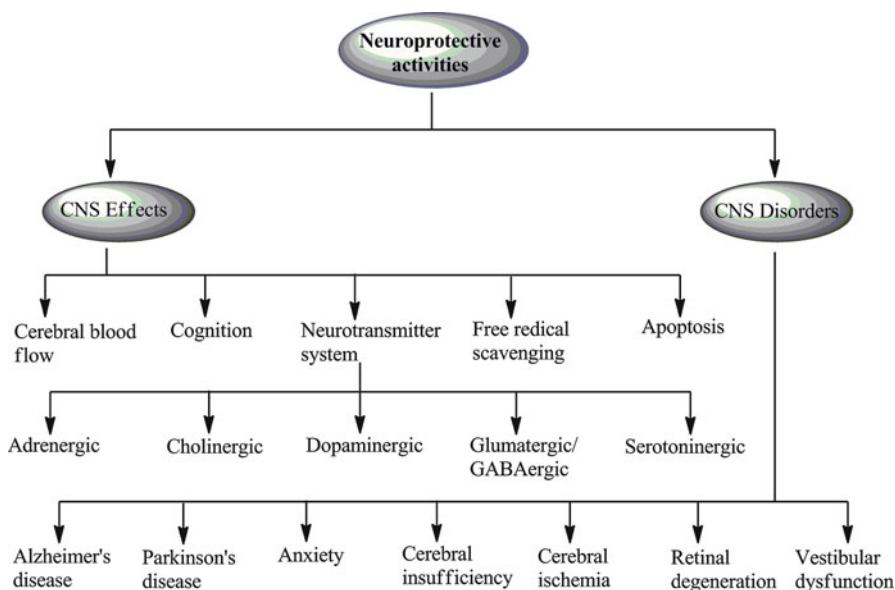 Neuroprotective
activities
CNS Effects
CNS Disorders
Cerebral blood
flow
Cognition
Neurotransmitter
system
Free redical
scavenging
Apoptosis
Adrenergic
Cholinergic
Dopaminergic
Glumatergic/
GABAergic
Serotoninergic
Alzheimer's
disease
Parkinson's
disease
Anxiety
Cerebral
insufficiency
Cerebral
ischemia
Retinal
degeneration
Vestibular
dysfunction